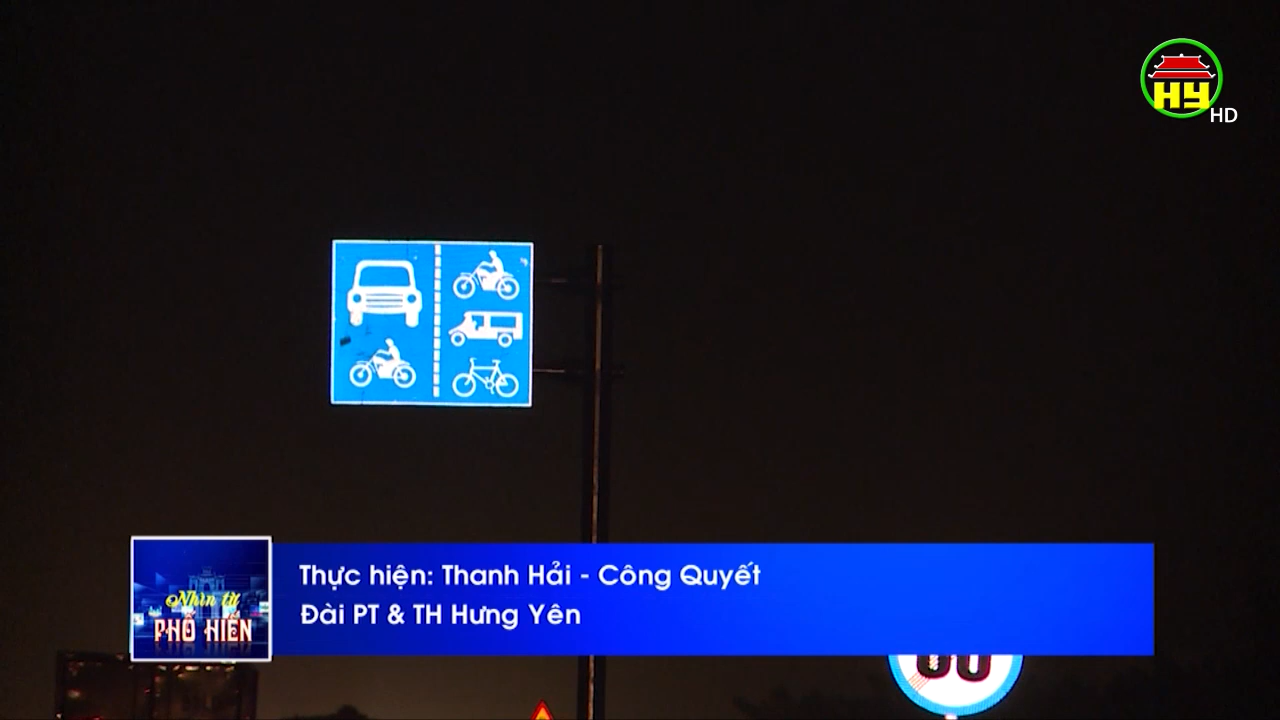 HY
HD
Thực hiện: Thanh Hải - Công Quyết
Đài PT & TH Hưng Yên
Nhìn từ
PHỐ HIẾN